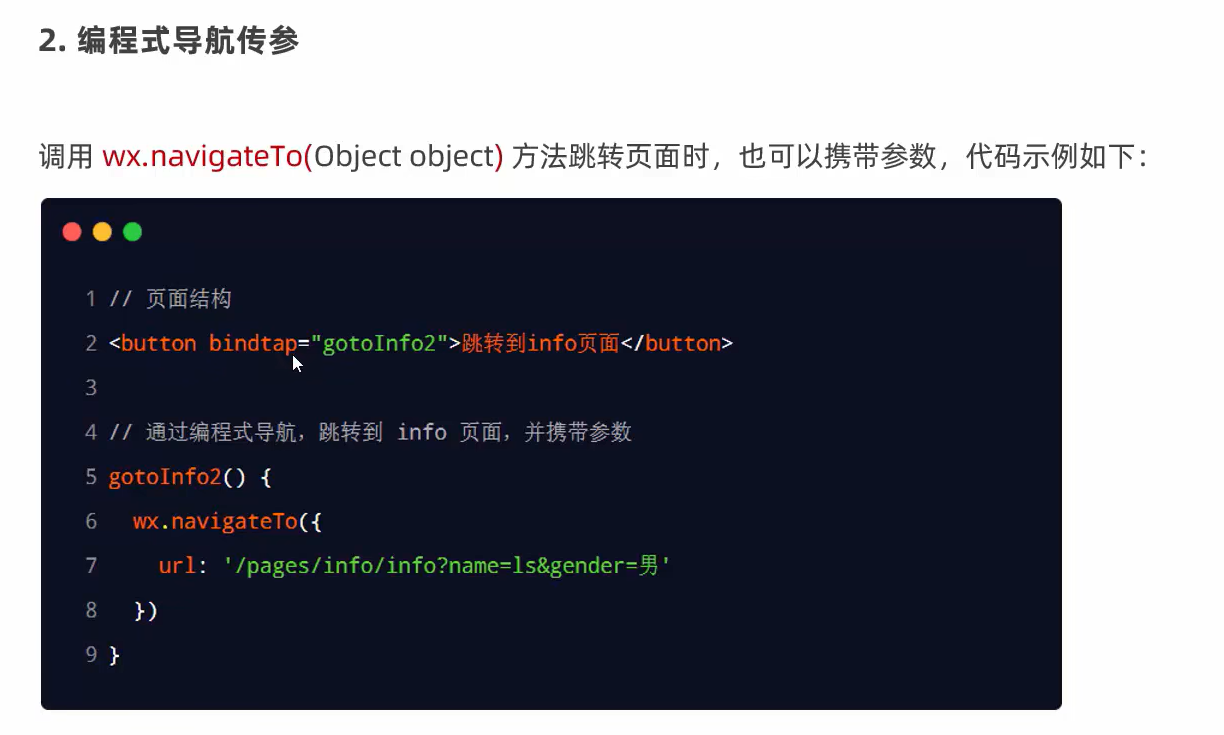 2. 编程式导航传参
调用 wx.navigateTo(Object object) 方法跳转页面时，也可以携带参数，代码示例如下：
1 // 页面结构
2 <button bindtap="gotoInfo2">跳转到info页面</button>
3
4 // 通过编程式导航，跳转到 info 页面，并携带参数
5 gotoInfo2() {
6   wx.navigateTo({
7     url: '/pages/info/info?name=ls&gender=男'
8   })
9 }